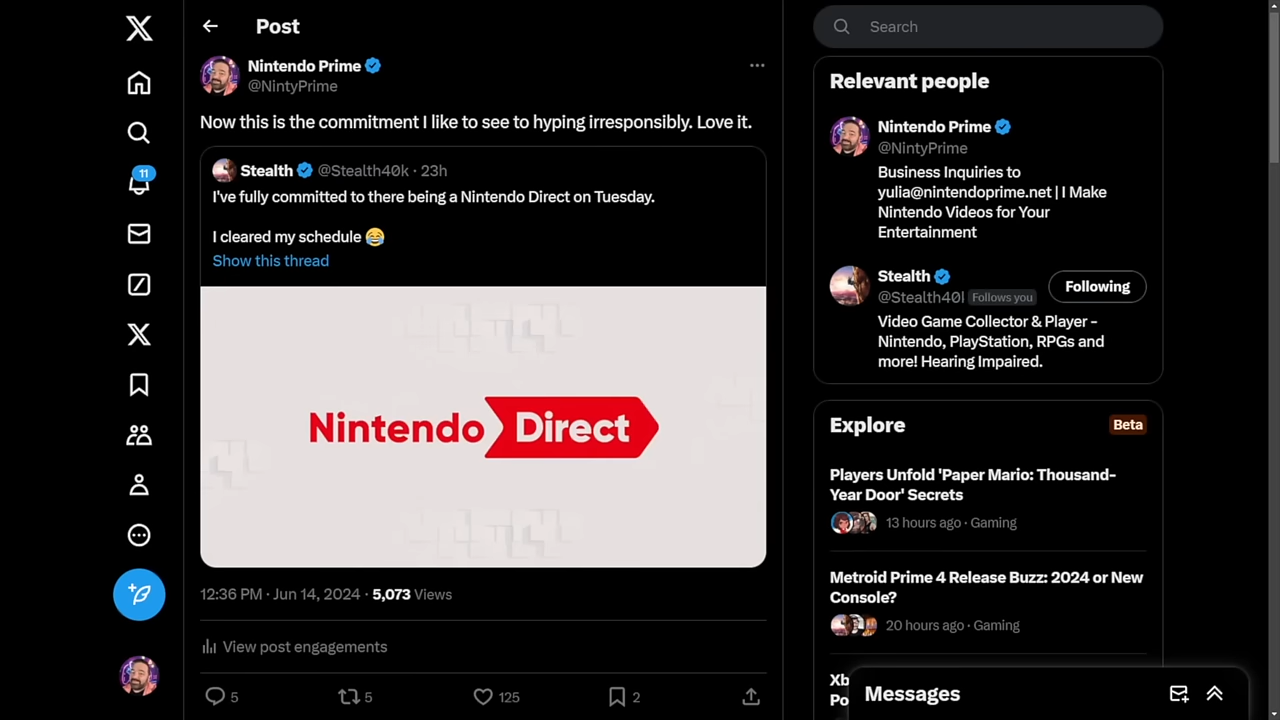 Post
Nintendo Prime
@NintyPrime
Now this is the commitment I like to see to hyping irresponsibly. Love it.
Stealth @Stealth40k · 23h
I've fully committed to there being a Nintendo Direct on Tuesday.
I cleared my schedule 😂
Show this thread
Nintendo Direct
12:36 PM · Jun 14, 2024 · 5,073 Views
View post engagements
5 5 125 2
11
Search
Relevant people
Nintendo Prime
@NintyPrime
Business Inquiries to
yulia@nintendoprime.net | I Make
Nintendo Videos for Your
Entertainment
Stealth
@Stealth40l Follows you
Following
Video Game Collector & Player –
Nintendo, PlayStation, RPGs and
more! Hearing Impaired.
Explore
Beta
Players Unfold 'Paper Mario: Thousand-
Year Door' Secrets
13 hours ago · Gaming
Metroid Prime 4 Release Buzz: 2024 or New
Console?
20 hours ago · Gaming
Xb
Po
Messages